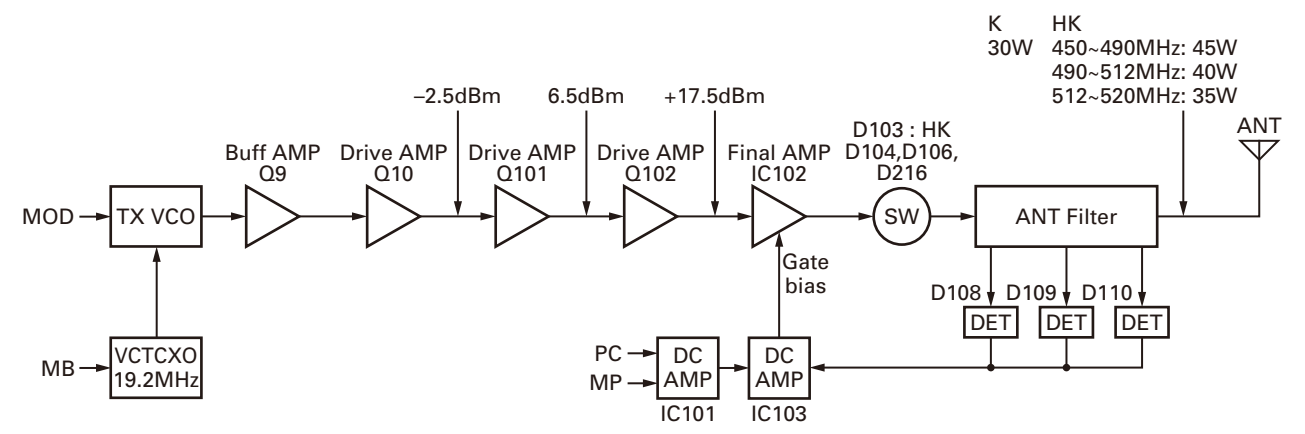 K HK
30W 450~490MHz: 45W
490~512MHz: 40W
512~520MHz: 35W
–2.5dBm 6.5dBm +17.5dBm
ANT
D103 : HK
D104,D106,
D216
Buff AMP
Q9
Drive AMP
Q10
Drive AMP
Q101
Drive AMP
Q102
Final AMP
IC102
MOD
TX VCO
SW
ANT Filter
Gate
bias
D108
D109
D110
DET
DET
DET
MB
VCTCXO
19.2MHz
PC
MP
DC
AMP
IC101
DC
AMP
IC103